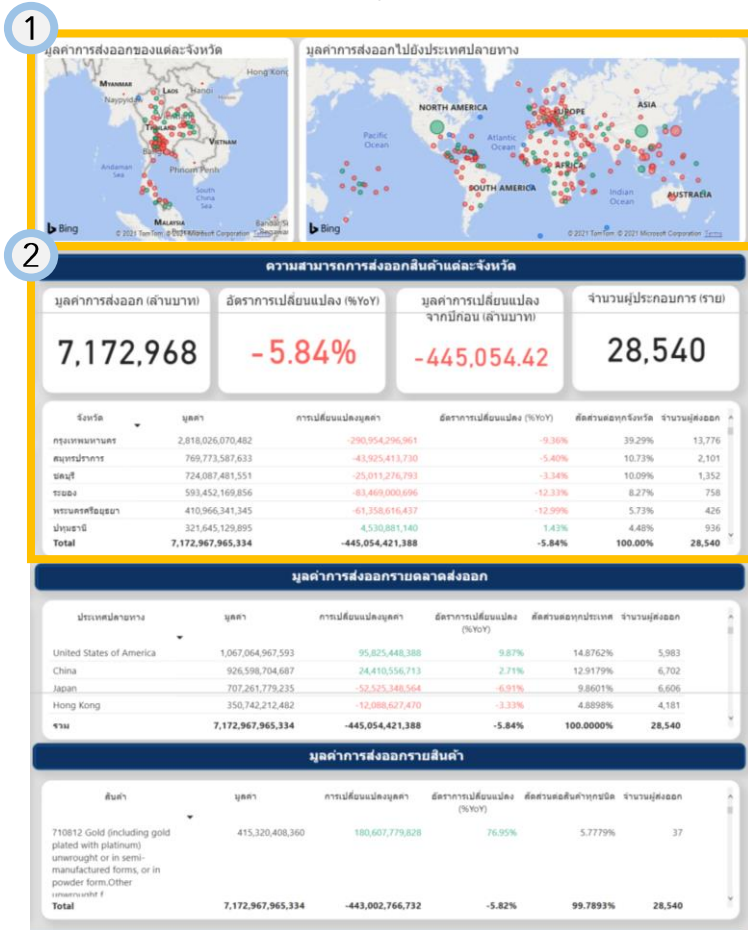 1
มูลค่าการส่งออกของแต่ละจังหวัด
มูลค่าการส่งออกไปยังประเทศปลายทาง
Hong Kong
MYANMAR
LAOS
Hanoi
Naypyidaw
THAILAND
VIETNAM
Andaman
Sea
Phnom Penh
South
China
Sea
MALAYSIA
Bing
© 2021 TomTom, © 2021 Microsoft Corporation
NORTH AMERICA
EUROPE
ASIA
Pacific
Ocean
Atlantic
Ocean
AFRICA
SOUTH AMERICA
Indian
Ocean
AUSTRALIA
Bing
© 2021 TomTom, © 2021 Microsoft Corporation Terms
2
ความสามารถการส่งออกสินค้าแต่ละจังหวัด
มูลค่าการส่งออก (ล้านบาท)
7,172,968
อัตราการเปลี่ยนแปลง (%YoY)
-5.84%
มูลค่าการเปลี่ยนแปลง
จากปีก่อน (ล้านบาท)
-445,054.42
จำนวนผู้ประกอบการ (ราย)
28,540
จังหวัด มูลค่า การเปลี่ยนแปลงมูลค่า อัตราการเปลี่ยนแปลง (%YoY) สัดส่วนต่อทุกจังหวัด จำนวนผู้ส่งออก
กรุงเทพมหานคร 2,818,026,070,482 -290,954,296,961 -9.36% 39.29% 13,776
สมุทรปราการ 769,773,587,633 -43,925,413,730 -5.40% 10.73% 2,101
ชลบุรี 724,087,481,551 -25,011,276,793 -3.34% 10.09% 1,352
ระยอง 593,452,169,856 -83,469,000,696 -12.33% 8.27% 758
พระนครศรีอยุธยา 410,966,341,345 -61,358,616,437 -12.99% 5.73% 426
ปทุมธานี 321,645,129,895 4,530,881,140 1.43% 4.48% 936
Total 7,172,967,965,334 -445,054,421,388 -5.84% 100.00% 28,540
มูลค่าการส่งออกรายตลาดส่งออก
ประเทศปลายทาง มูลค่า การเปลี่ยนแปลงมูลค่า อัตราการเปลี่ยนแปลง สัดส่วนต่อทุกประเทศ จำนวนผู้ส่งออก
(%YoY)
United States of America 1,067,064,967,593 95,825,448,388 9.87% 14.8762% 5,983
China 926,598,704,687 24,410,556,713 2.71% 12.9179% 6,702
Japan 707,261,779,235 -52,525,348,564 -6.91% 9.8601% 6,606
Hong Kong 350,742,212,482 -12,088,627,470 -3.33% 4.8898% 4,181
รวม 7,172,967,965,334 -445,054,421,388 -5.84% 100.0000% 28,540
มูลค่าการส่งออกรายสินค้า
สินค้า มูลค่า การเปลี่ยนแปลงมูลค่า อัตราการเปลี่ยนแปลง สัดส่วนต่อสินค้าทุกชนิด จำนวนผู้ส่งออก
(%YoY)
710812 Gold (including gold 415,320,408,360 180,607,779,828 76.95% 5.7779% 37
plated with platinum)
unwrought or in semi-
manufactured forms, or in
powder form.Other
unwrought f
Total 7,172,967,965,334 -443,002,766,732 -5.82% 99.7893% 28,540